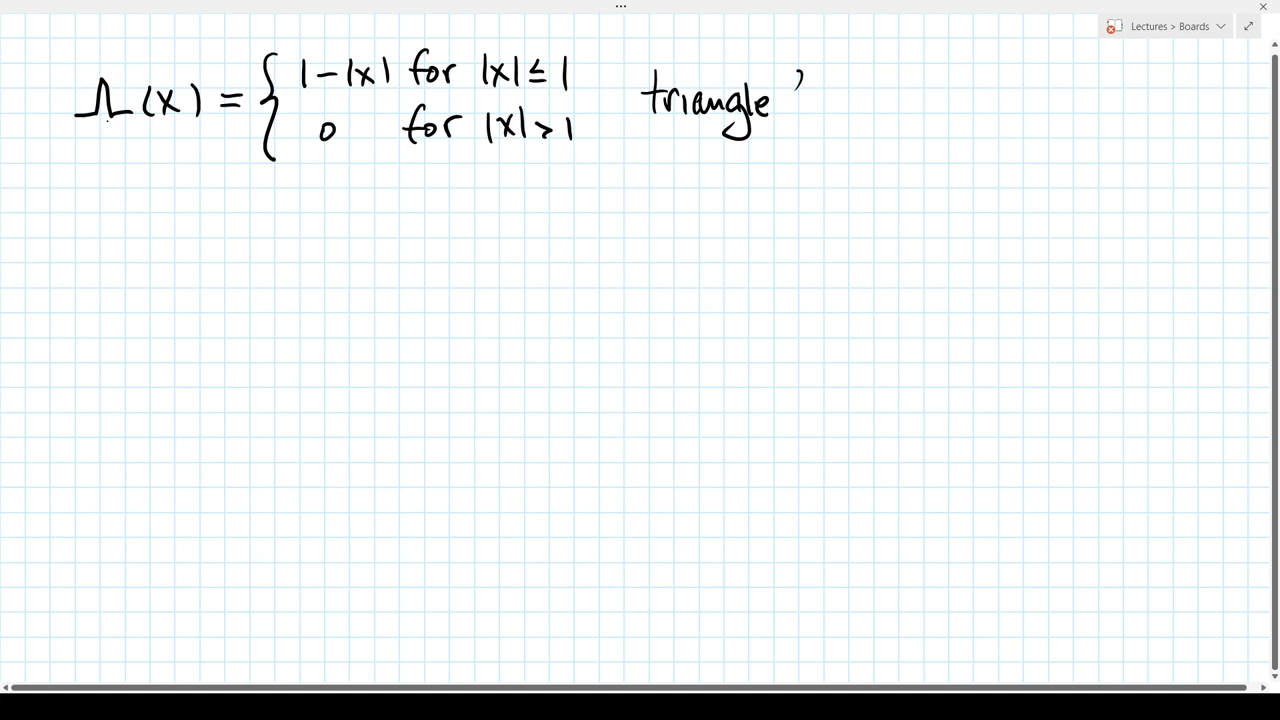 Lectures > Boards
Λ(x) = { 1-|x| for |x| ≤ 1
0 for |x| > 1
triangle